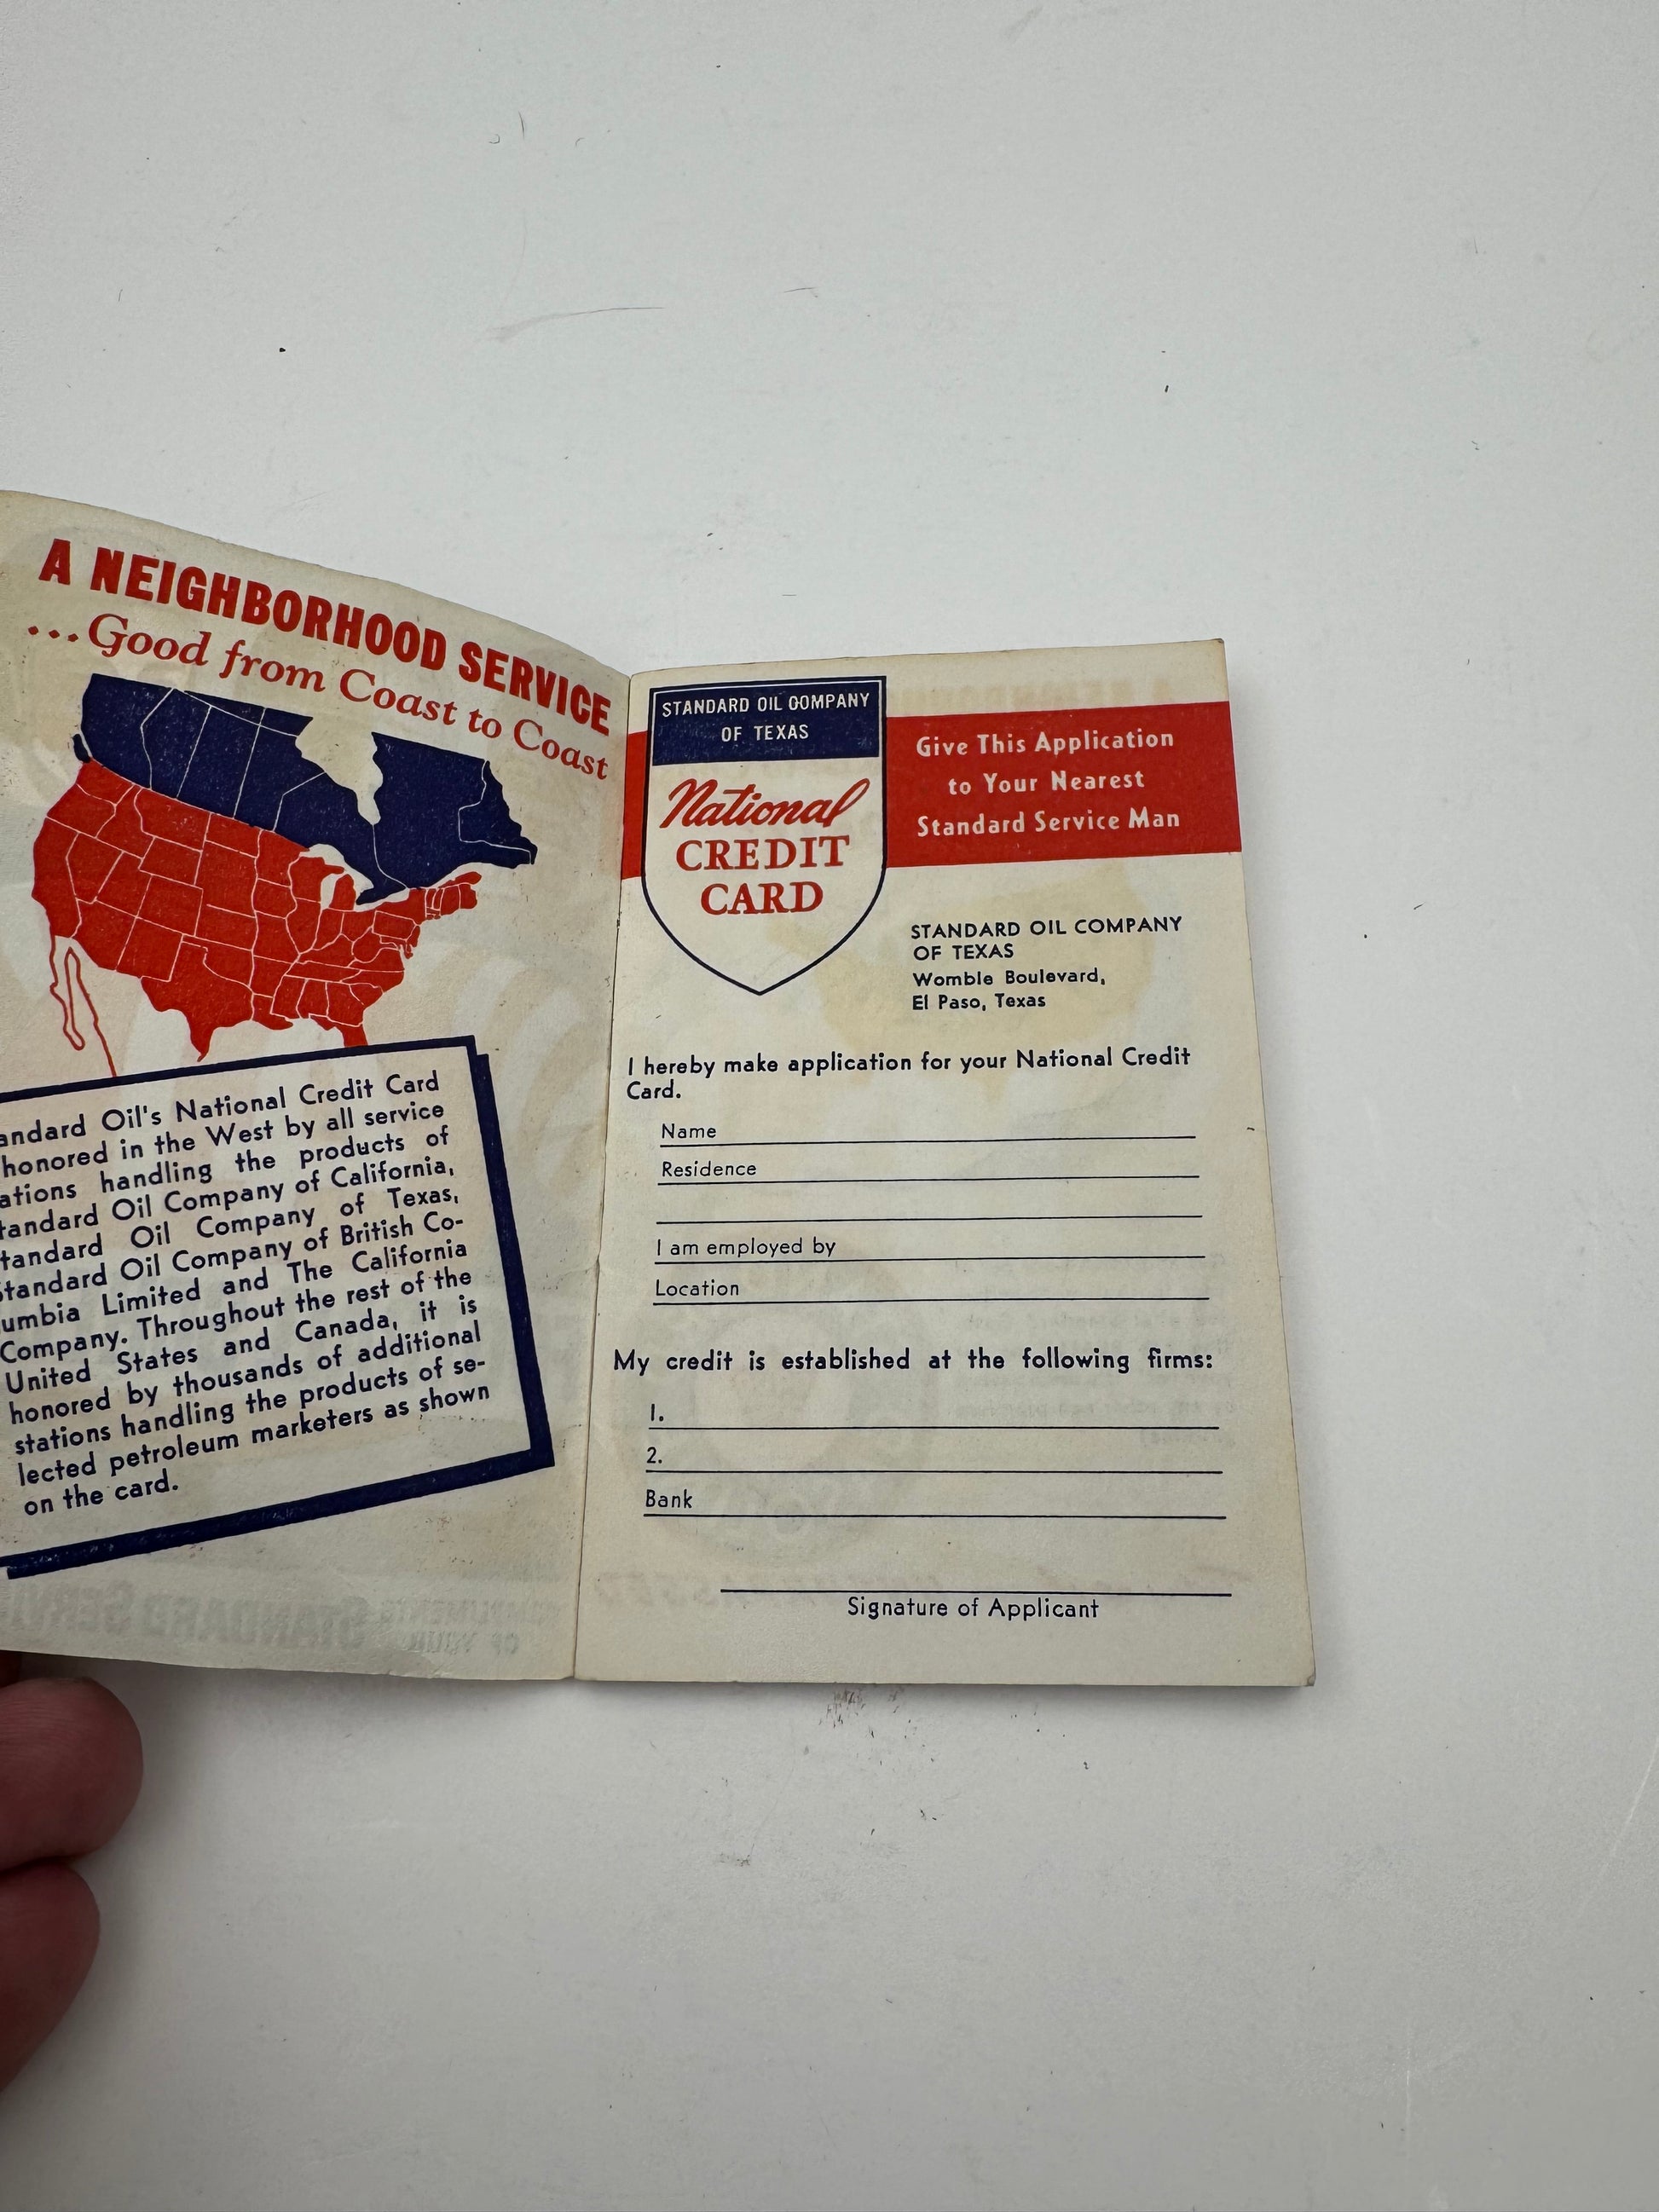 A NEIGHBORHOOD SERVICE
...Good from Coast to Coast
andard Oil's National Credit Card
honored in the West by all service
ations handling the products of
tandard Oil Company of California,
tandard Oil Company of Texas,
Standard Oil Company of British Co-
umbia Limited and The California
Company. Throughout the rest of the
United States and Canada, it is
honored by thousands of additional
stations handling the products of se-
lected petroleum marketers as shown
on the card.
STANDARD OIL COMPANY
OF TEXAS
National
CREDIT
CARD
Give This Application
to Your Nearest
Standard Service Man
STANDARD OIL COMPANY
OF TEXAS
Womble Boulevard,
El Paso, Texas
I hereby make application for your National Credit
Card.
Name
Residence
I am employed by
Location
My credit is established at the following firms:
1.
2.
Bank
Signature of Applicant